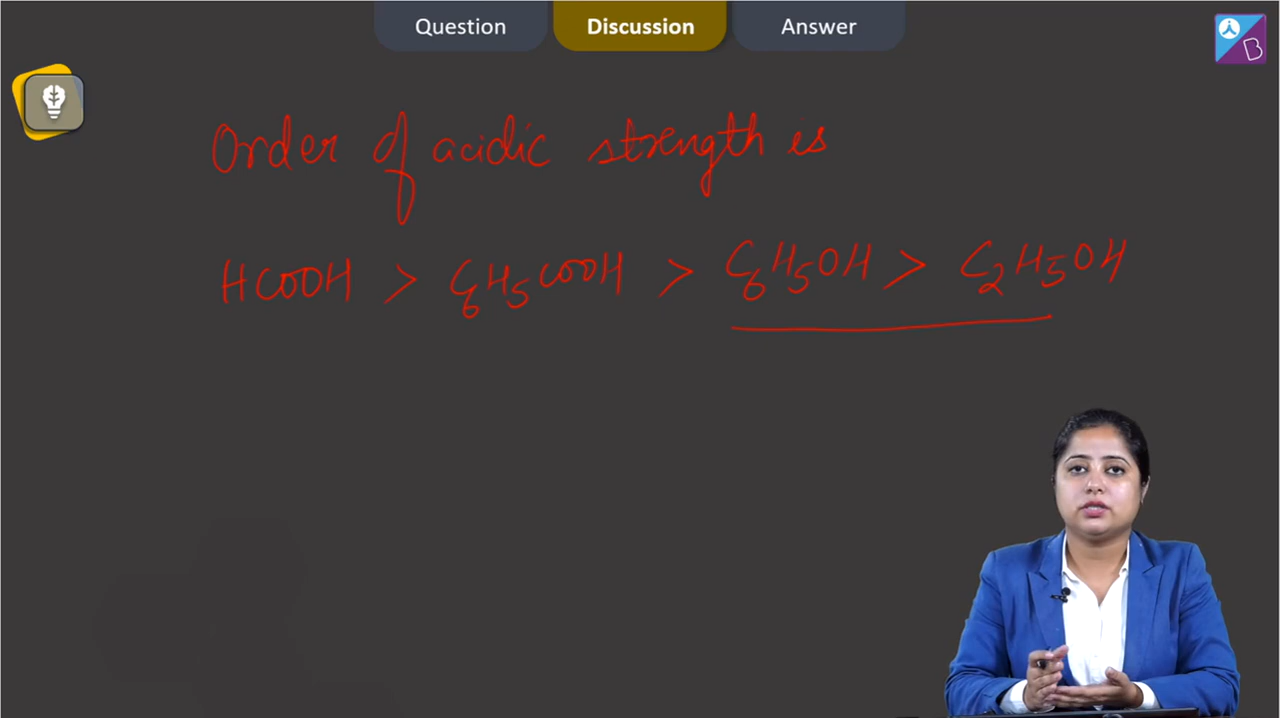 Question Discussion Answer
B
Order of acidic strength is
HCOOH > C6H5COOH > C6H5OH > C2H5OH